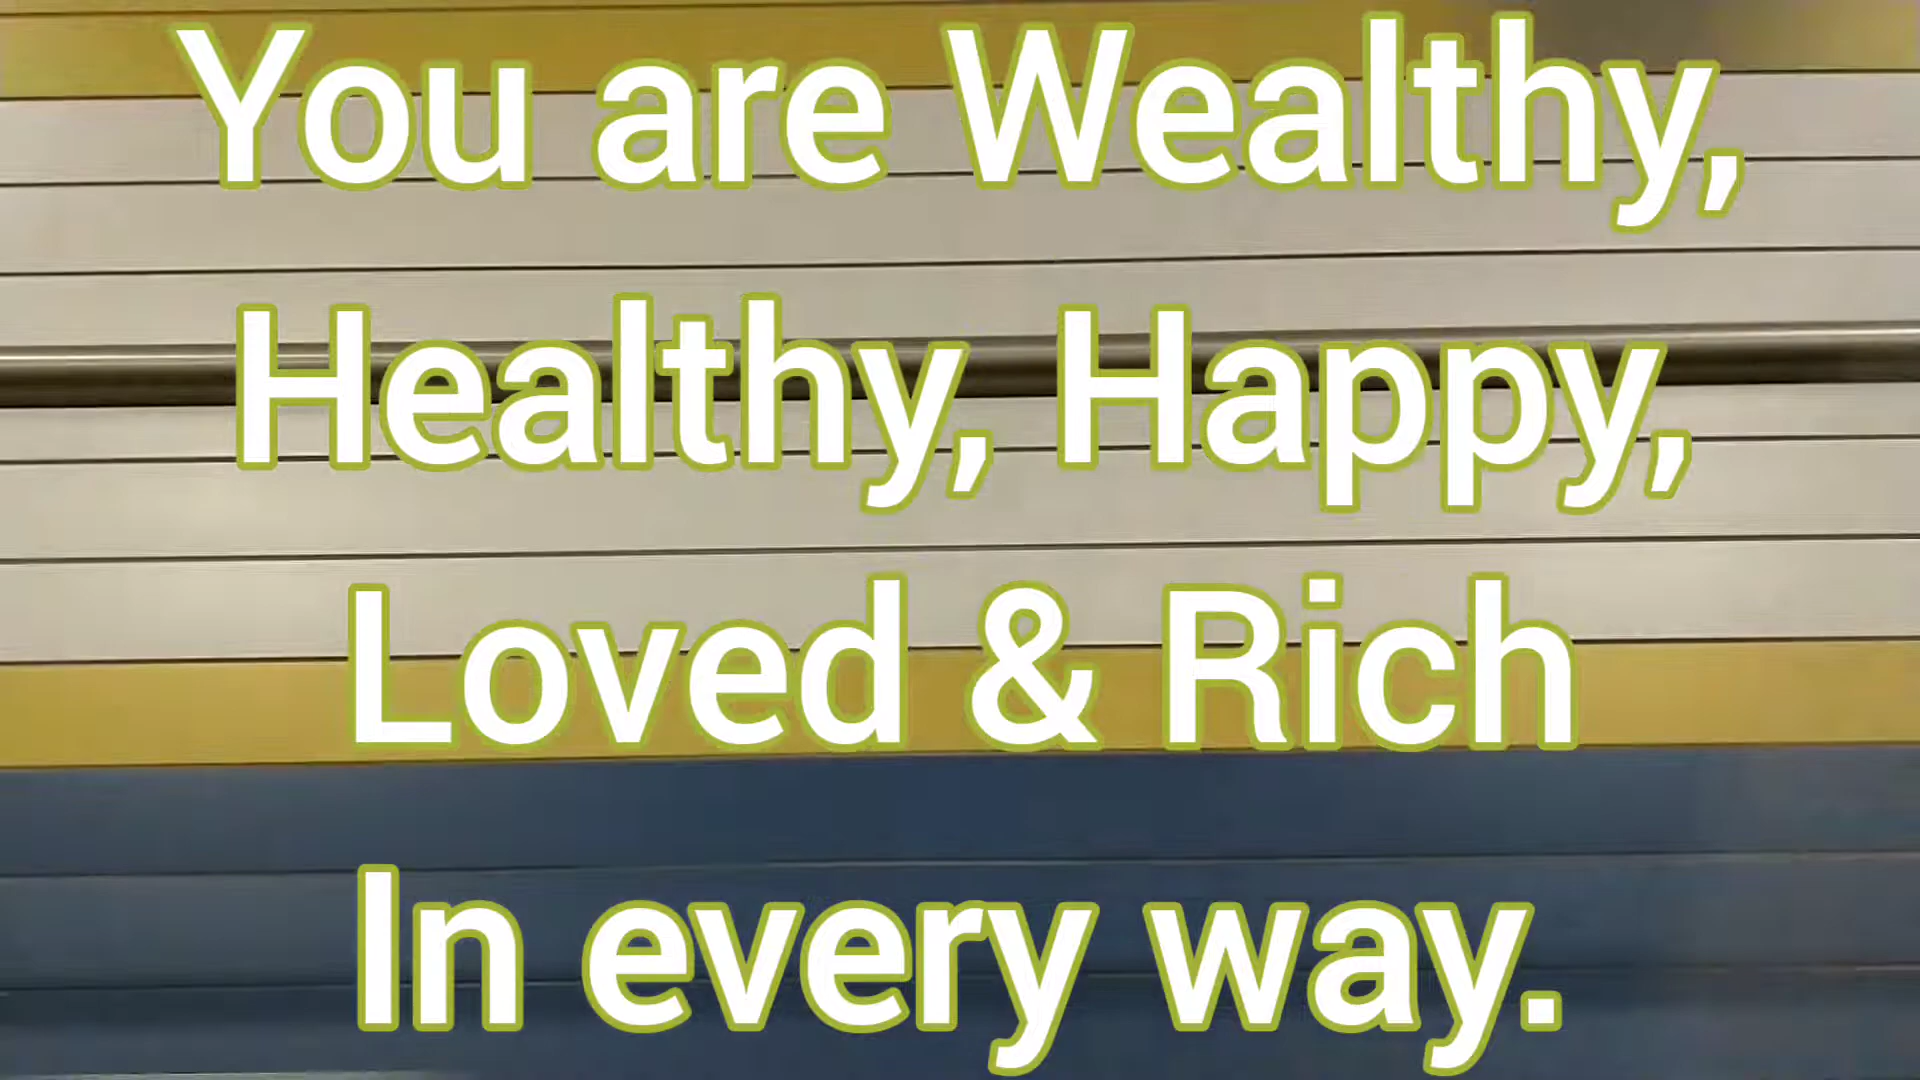 You are Wealthy,
Healthy, Happy,
Loved & Rich
In every way.